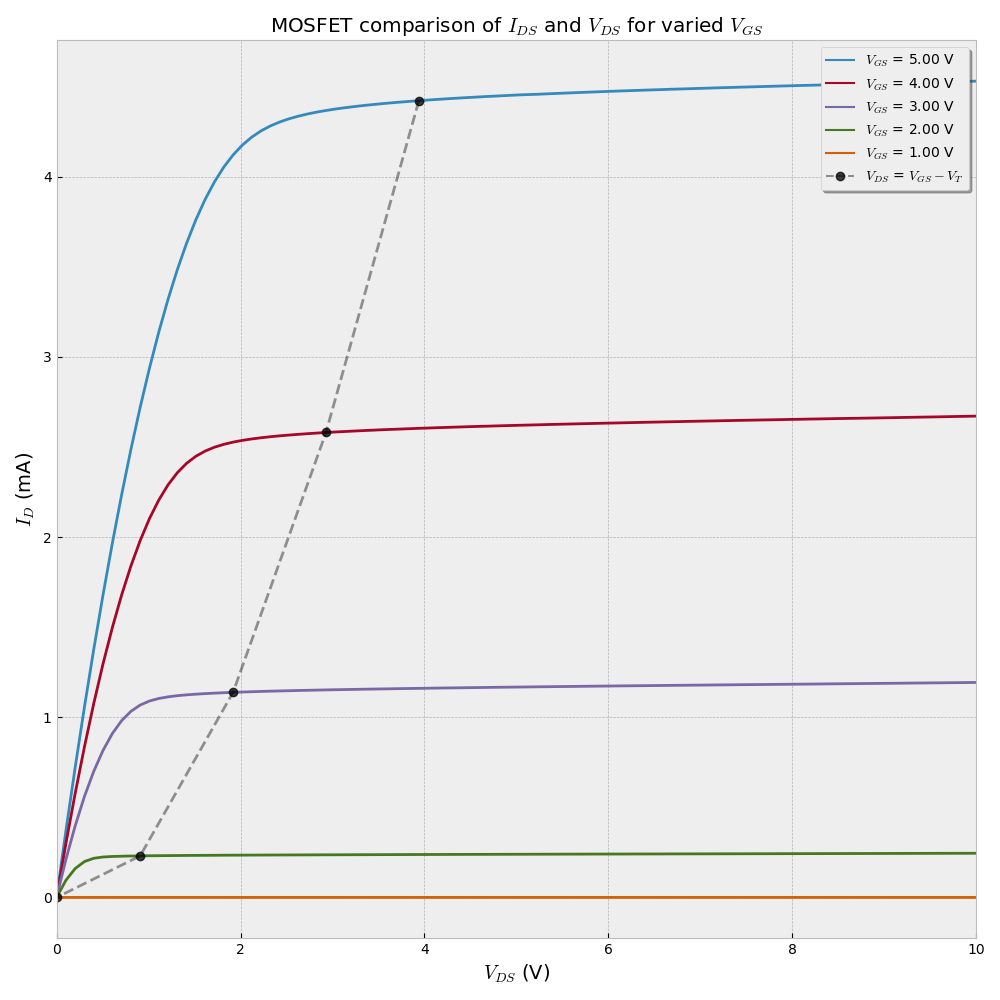 MOSFET comparison of I_DS and V_DS for varied V_GS
V_GS = 5.00 V
V_GS = 4.00 V
V_GS = 3.00 V
V_GS = 2.00 V
V_GS = 1.00 V
V_DS = V_GS − V_T
4
3
2
1
0
I_D (mA)
0 2 4 6 8 10
V_DS (V)